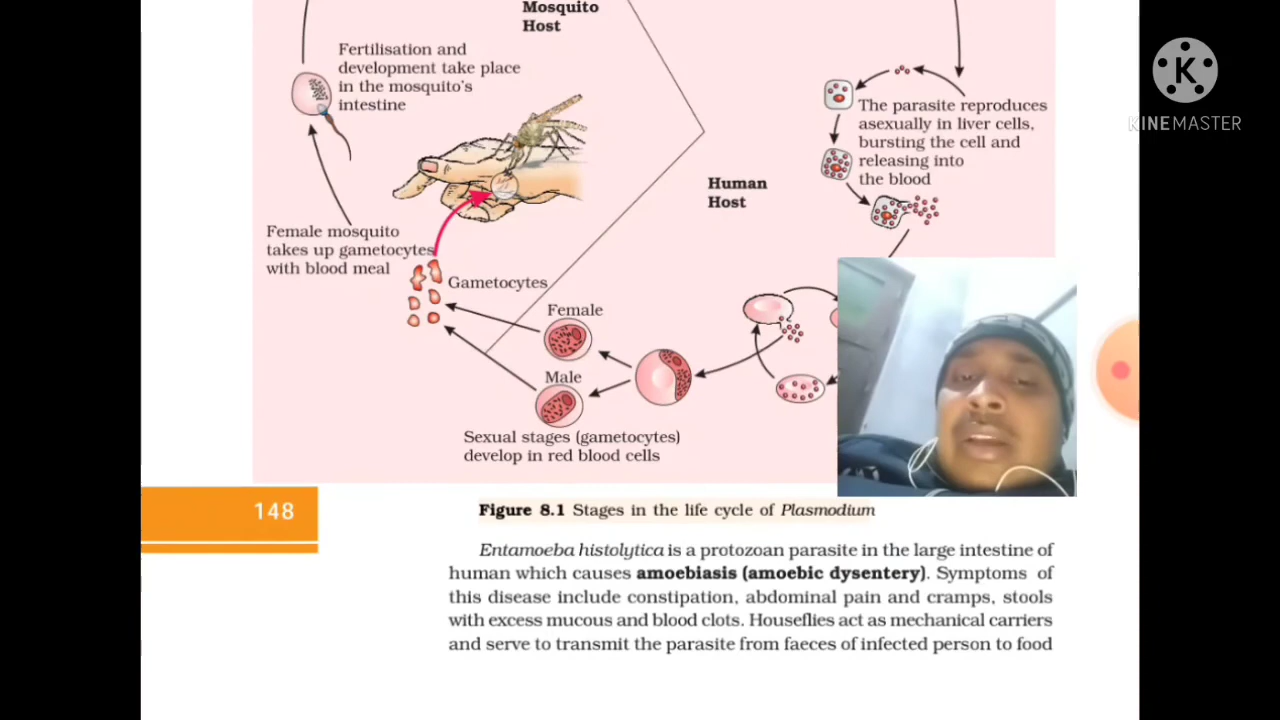 Mosquito
Host
Fertilisation and
development take place
in the mosquito's
intestine
The parasite reproduces
asexually in liver cells,
bursting the cell and
releasing into
the blood
Human
Host
Female mosquito
takes up gametocytes
with blood meal
Gametocytes
Female
Male
Sexual stages (gametocytes)
develop in red blood cells
K
KINEMASTER
148
Figure 8.1 Stages in the life cycle of Plasmodium
Entamoeba histolytica is a protozoan parasite in the large intestine of
human which causes amoebiasis (amoebic dysentery). Symptoms of
this disease include constipation, abdominal pain and cramps, stools
with excess mucous and blood clots. Houseflies act as mechanical carriers
and serve to transmit the parasite from faeces of infected person to food